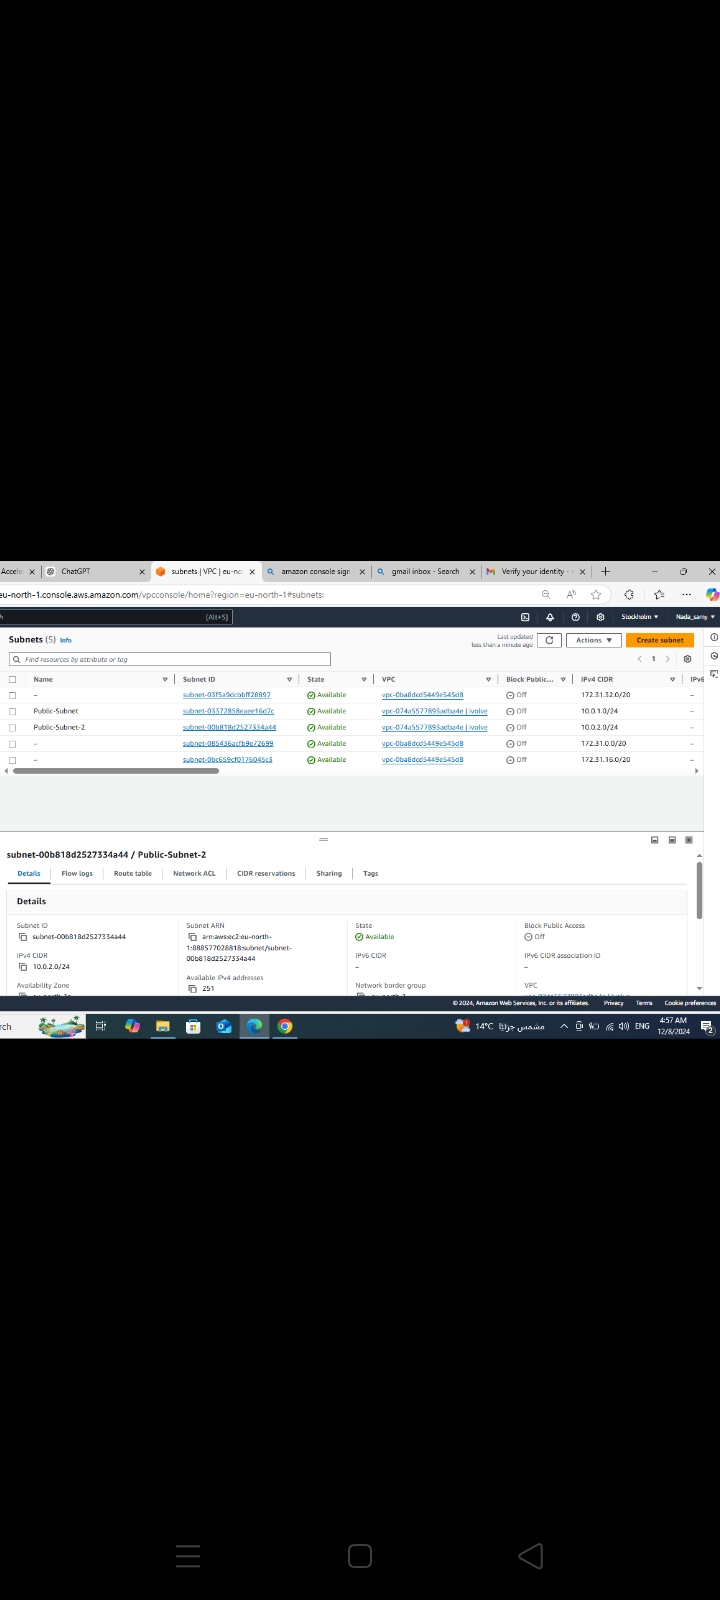 Accele
ChatGPT
subnets | VPC | eu-no
amazon console sign
gmail inbox - Search
Verify your identity -
eu-north-1.console.aws.amazon.com/vpcconsole/home?region=eu-north-1#subnets:
[Alt+S]
Stockholm
Nada_samy
Subnets (5) Info
Last updated
less than a minute ago
Actions
Create subnet
Find resources by attribute or tag
1
Name Subnet ID State VPC Block Public... IPv4 CIDR IPv6
– subnet-03f5a9dcbbff28897 Available vpc-0ba8dcd5449e545d8 Off 172.31.32.0/20 –
Public-Subnet subnet-03372858eaee16d7c Available vpc-074a5577893adba4e | ivolve Off 10.0.1.0/24 –
Public-Subnet-2 subnet-00b818d2527334a44 Available vpc-074a5577893adba4e | ivolve Off 10.0.2.0/24 –
– subnet-085436acfb9e72699 Available vpc-0ba8dcd5449e545d8 Off 172.31.0.0/20 –
– subnet-0bc659cf0176045c3 Available vpc-0ba8dcd5449e545d8 Off 172.31.16.0/20 –
subnet-00b818d2527334a44 / Public-Subnet-2
Details Flow logs Route table Network ACL CIDR reservations Sharing Tags
Details
Subnet ID
subnet-00b818d2527334a44
Subnet ARN
arn:aws:ec2:eu-north-
1:888577028818:subnet/subnet-
00b818d2527334a44
State
Available
Block Public Access
Off
IPv4 CIDR
10.0.2.0/24
Available IPv4 addresses
251
IPv6 CIDR
–
IPv6 CIDR association ID
–
Availability Zone
Network border group
VPC
© 2024, Amazon Web Services, Inc. or its affiliates. Privacy Terms Cookie preferences
rch
14°C مشمس جزئيًا
ENG
4:57 AM
12/8/2024
2